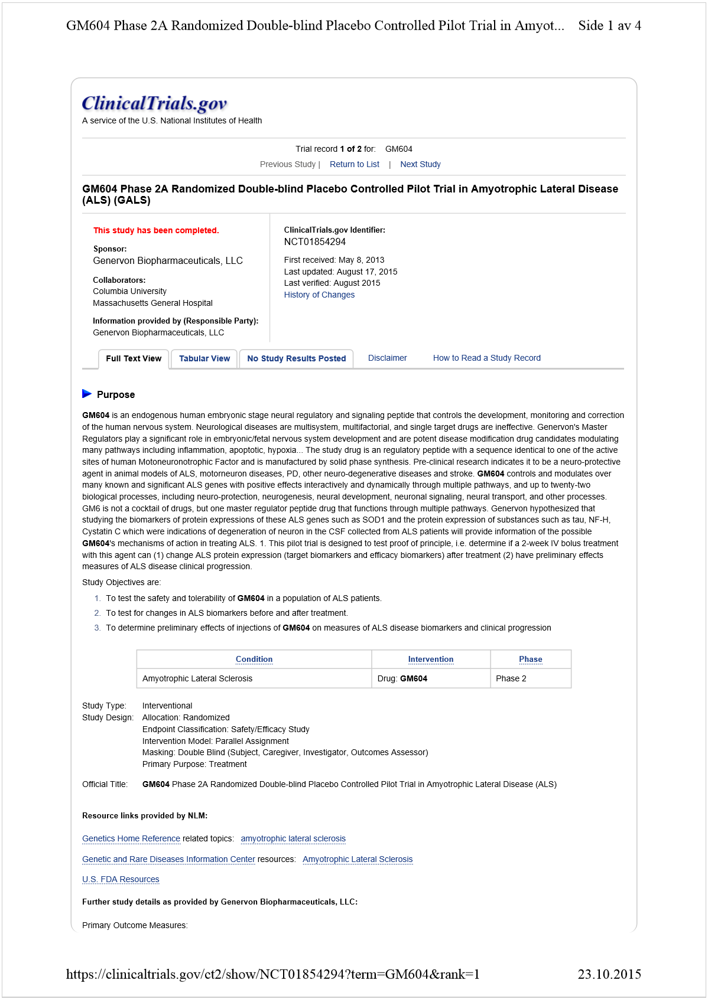 GM604 Phase 2A Randomized Double-blind Placebo Controlled Pilot Trial in Amyot... Side 1 av 4
ClinicalTrials.gov
A service of the U.S. National Institutes of Health
Trial record 1 of 2 for: GM604
Previous Study | Return to List | Next Study
GM604 Phase 2A Randomized Double-blind Placebo Controlled Pilot Trial in Amyotrophic Lateral Disease
(ALS) (GALS)
This study has been completed.
Sponsor:
Genervon Biopharmaceuticals, LLC
Collaborators:
Columbia University
Massachusetts General Hospital
Information provided by (Responsible Party):
Genervon Biopharmaceuticals, LLC
ClinicalTrials.gov Identifier:
NCT01854294
First received: May 8, 2013
Last updated: August 17, 2015
Last verified: August 2015
History of Changes
Full Text View Tabular View No Study Results Posted Disclaimer How to Read a Study Record
Purpose
GM604 is an endogenous human embryonic stage neural regulatory and signaling peptide that controls the development, monitoring and correction
of the human nervous system. Neurological diseases are multisystem, multifactorial, and single target drugs are ineffective. Genervon's Master
Regulators play a significant role in embryonic/fetal nervous system development and are potent disease modification drug candidates modulating
many pathways including inflammation, apoptotic, hypoxia... The study drug is an regulatory peptide with a sequence identical to one of the active
sites of human Motoneuronotrophic Factor and is manufactured by solid phase synthesis. Pre-clinical research indicates it to be a neuro-protective
agent in animal models of ALS, motorneuron diseases, PD, other neuro-degenerative diseases and stroke. GM604 controls and modulates over
many known and significant ALS genes with positive effects interactively and dynamically through multiple pathways, and up to twenty-two
biological processes, including neuro-protection, neurogenesis, neural development, neuronal signaling, neural transport, and other processes.
GM6 is not a cocktail of drugs, but one master regulator peptide drug that functions through multiple pathways. Genervon hypothesized that
studying the biomarkers of protein expressions of these ALS genes such as SOD1 and the protein expression of substances such as tau, NF-H,
Cystatin C which were indications of degeneration of neuron in the CSF collected from ALS patients will provide information of the possible
GM604's mechanisms of action in treating ALS. 1. This pilot trial is designed to test proof of principle, i.e. determine if a 2-week IV bolus treatment
with this agent can (1) change ALS protein expression (target biomarkers and efficacy biomarkers) after treatment (2) have preliminary effects
measures of ALS disease clinical progression.
Study Objectives are:
1. To test the safety and tolerability of GM604 in a population of ALS patients.
2. To test for changes in ALS biomarkers before and after treatment.
3. To determine preliminary effects of injections of GM604 on measures of ALS disease biomarkers and clinical progression
Condition Intervention Phase
Amyotrophic Lateral Sclerosis Drug: GM604 Phase 2
Study Type: Interventional
Study Design: Allocation: Randomized
Endpoint Classification: Safety/Efficacy Study
Intervention Model: Parallel Assignment
Masking: Double Blind (Subject, Caregiver, Investigator, Outcomes Assessor)
Primary Purpose: Treatment
Official Title: GM604 Phase 2A Randomized Double-blind Placebo Controlled Pilot Trial in Amyotrophic Lateral Disease (ALS)
Resource links provided by NLM:
Genetics Home Reference related topics: amyotrophic lateral sclerosis
Genetic and Rare Diseases Information Center resources: Amyotrophic Lateral Sclerosis
U.S. FDA Resources
Further study details as provided by Genervon Biopharmaceuticals, LLC:
Primary Outcome Measures:
https://clinicaltrials.gov/ct2/show/NCT01854294?term=GM604&rank=1 23.10.2015